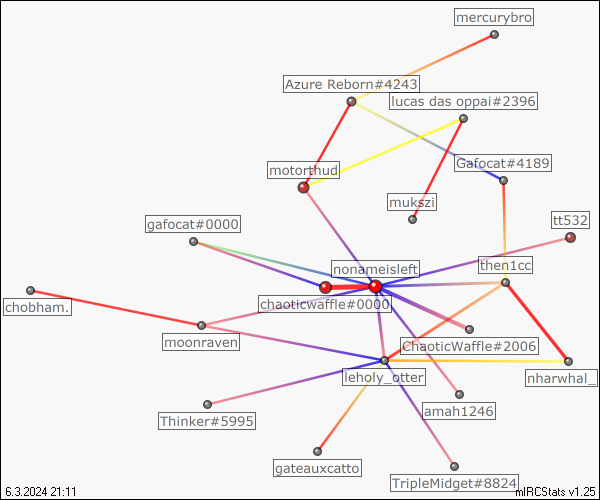 mercurybro
Azure Reborn#4243
lucas das oppai#2396
Gafocat#4189
motorthud
mukszi
tt532
gafocat#0000
nonameisleft
then1cc
chaoticwaffle#0000
chobham.
moonraven
ChaoticWaffle#2006
leholy_otter
nharwhal_
amah1246
Thinker#5995
gateauxcatto
TripleMidget#8824
6.3.2024 21:11
mIRCStats v1.25